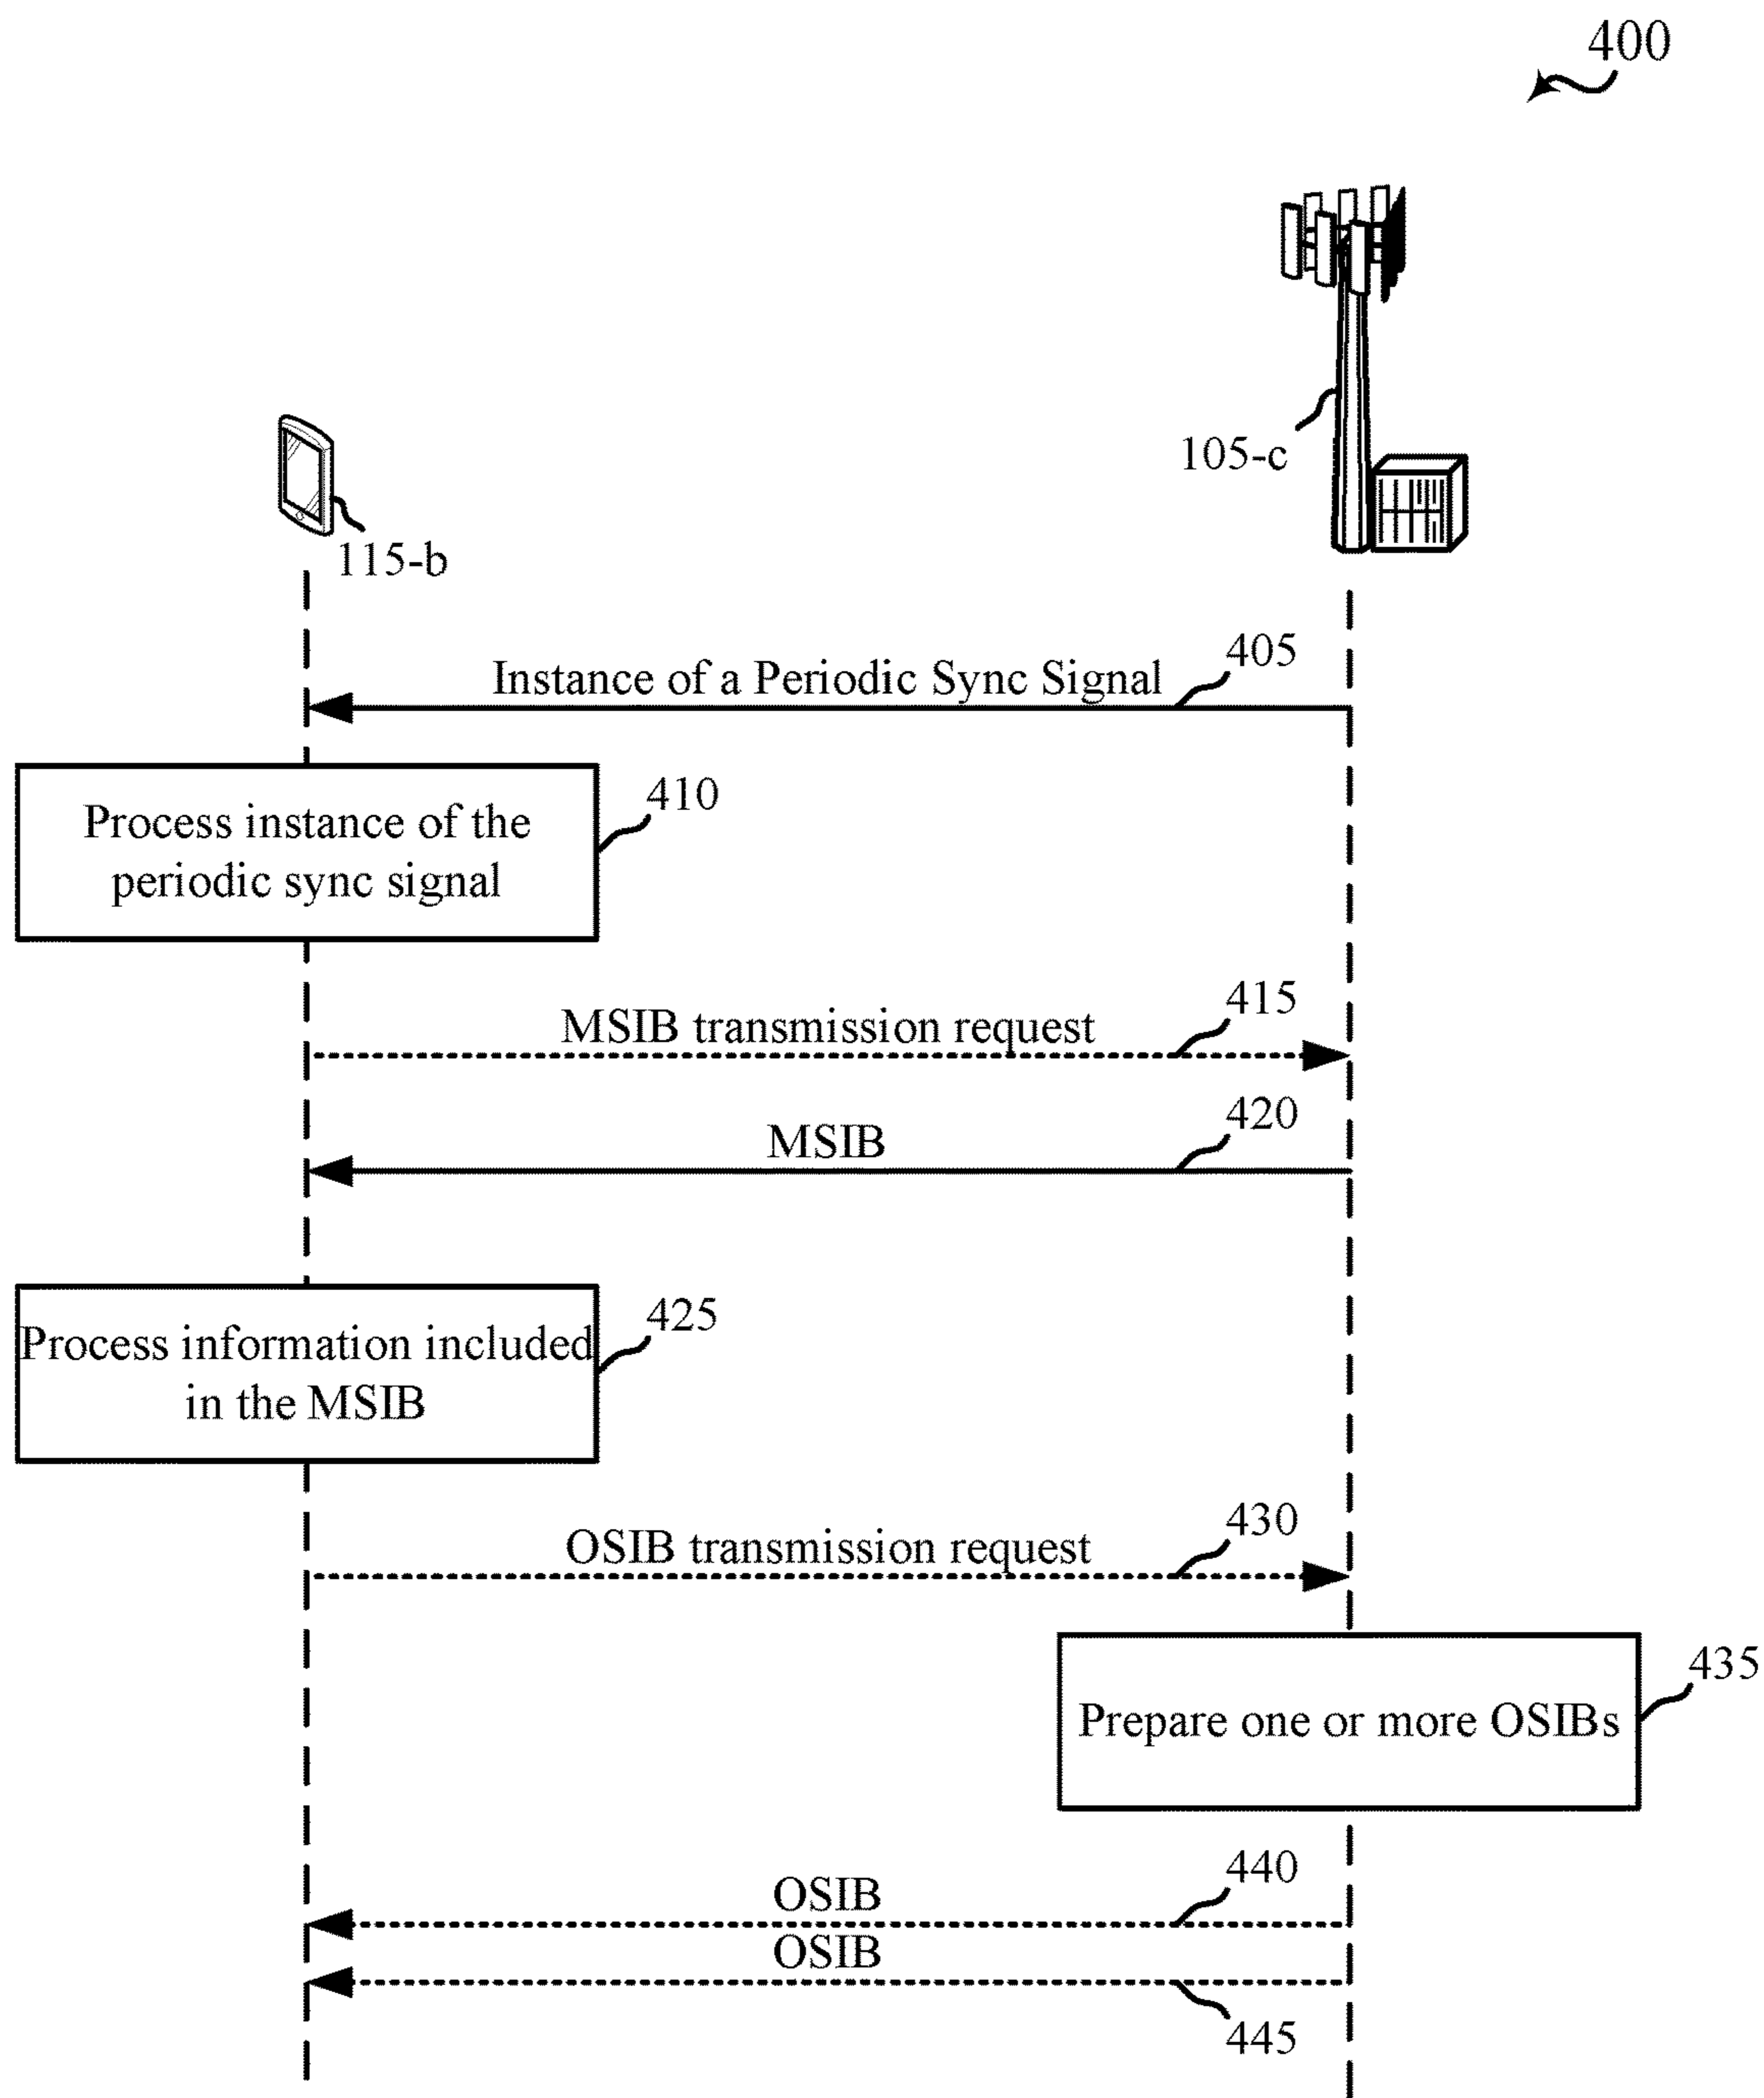 400
105-c
115-b
405
Instance of a Periodic Sync Signal
410
Process instance of the
periodic sync signal
415
MSIB transmission request
420
MSIB
425
Process information included
in the MSIB
430
OSIB transmission request
435
Prepare one or more OSIBs
440
OSIB
OSIB
445